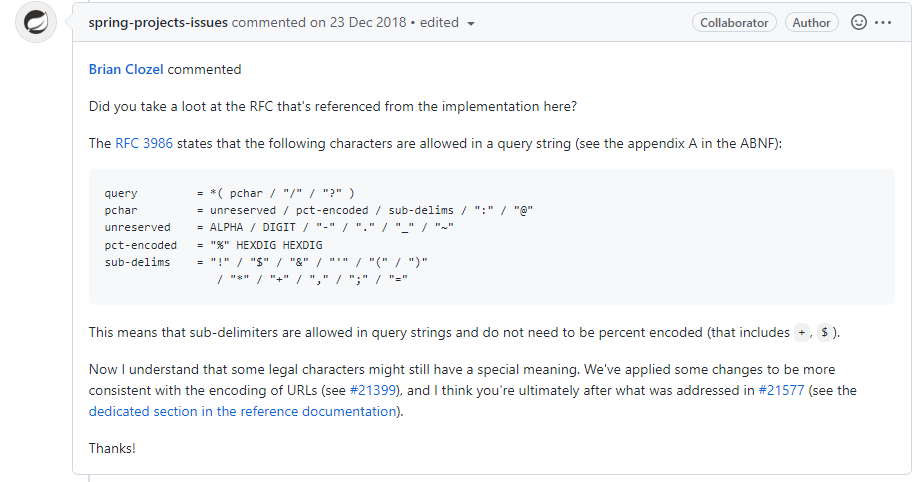 spring-projects-issues commented on 23 Dec 2018 • edited
Collaborator
Author
Brian Clozel commented
Did you take a loot at the RFC that's referenced from the implementation here?
The RFC 3986 states that the following characters are allowed in a query string (see the appendix A in the ABNF):
query = *( pchar / "/" / "?" )
pchar = unreserved / pct-encoded / sub-delims / ":" / "@"
unreserved = ALPHA / DIGIT / "-" / "." / "_" / "~"
pct-encoded = "%" HEXDIG HEXDIG
sub-delims = "!" / "$" / "&" / "'" / "(" / ")"
/ "*" / "+" / "," / ";" / "="
This means that sub-delimiters are allowed in query strings and do not need to be percent encoded (that includes +, $ ).
Now I understand that some legal characters might still have a special meaning. We've applied some changes to be more
consistent with the encoding of URLs (see #21399), and I think you're ultimately after what was addressed in #21577 (see the
dedicated section in the reference documentation).
Thanks!